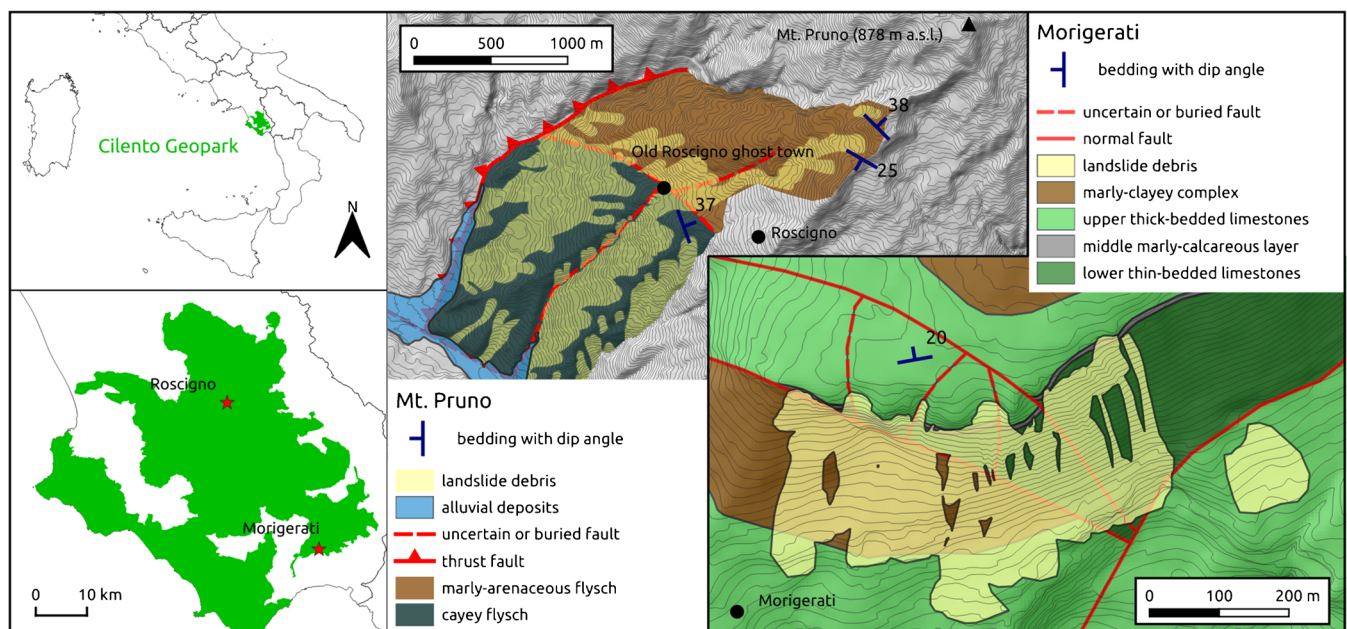 Cilento Geopark
N
Roscigno
Morigerati
0 10 km
0 500 1000 m
Mt. Pruno (878 m a.s.l.)
38
Old Roscigno ghost town
25
37
Roscigno
Mt. Pruno
bedding with dip angle
landslide debris
alluvial deposits
uncertain or buried fault
thrust fault
marly-arenaceous flysch
cayey flysch
Morigerati
bedding with dip angle
uncertain or buried fault
normal fault
landslide debris
marly-clayey complex
upper thick-bedded limestones
middle marly-calcareous layer
lower thin-bedded limestones
20
Morigerati
0 100 200 m